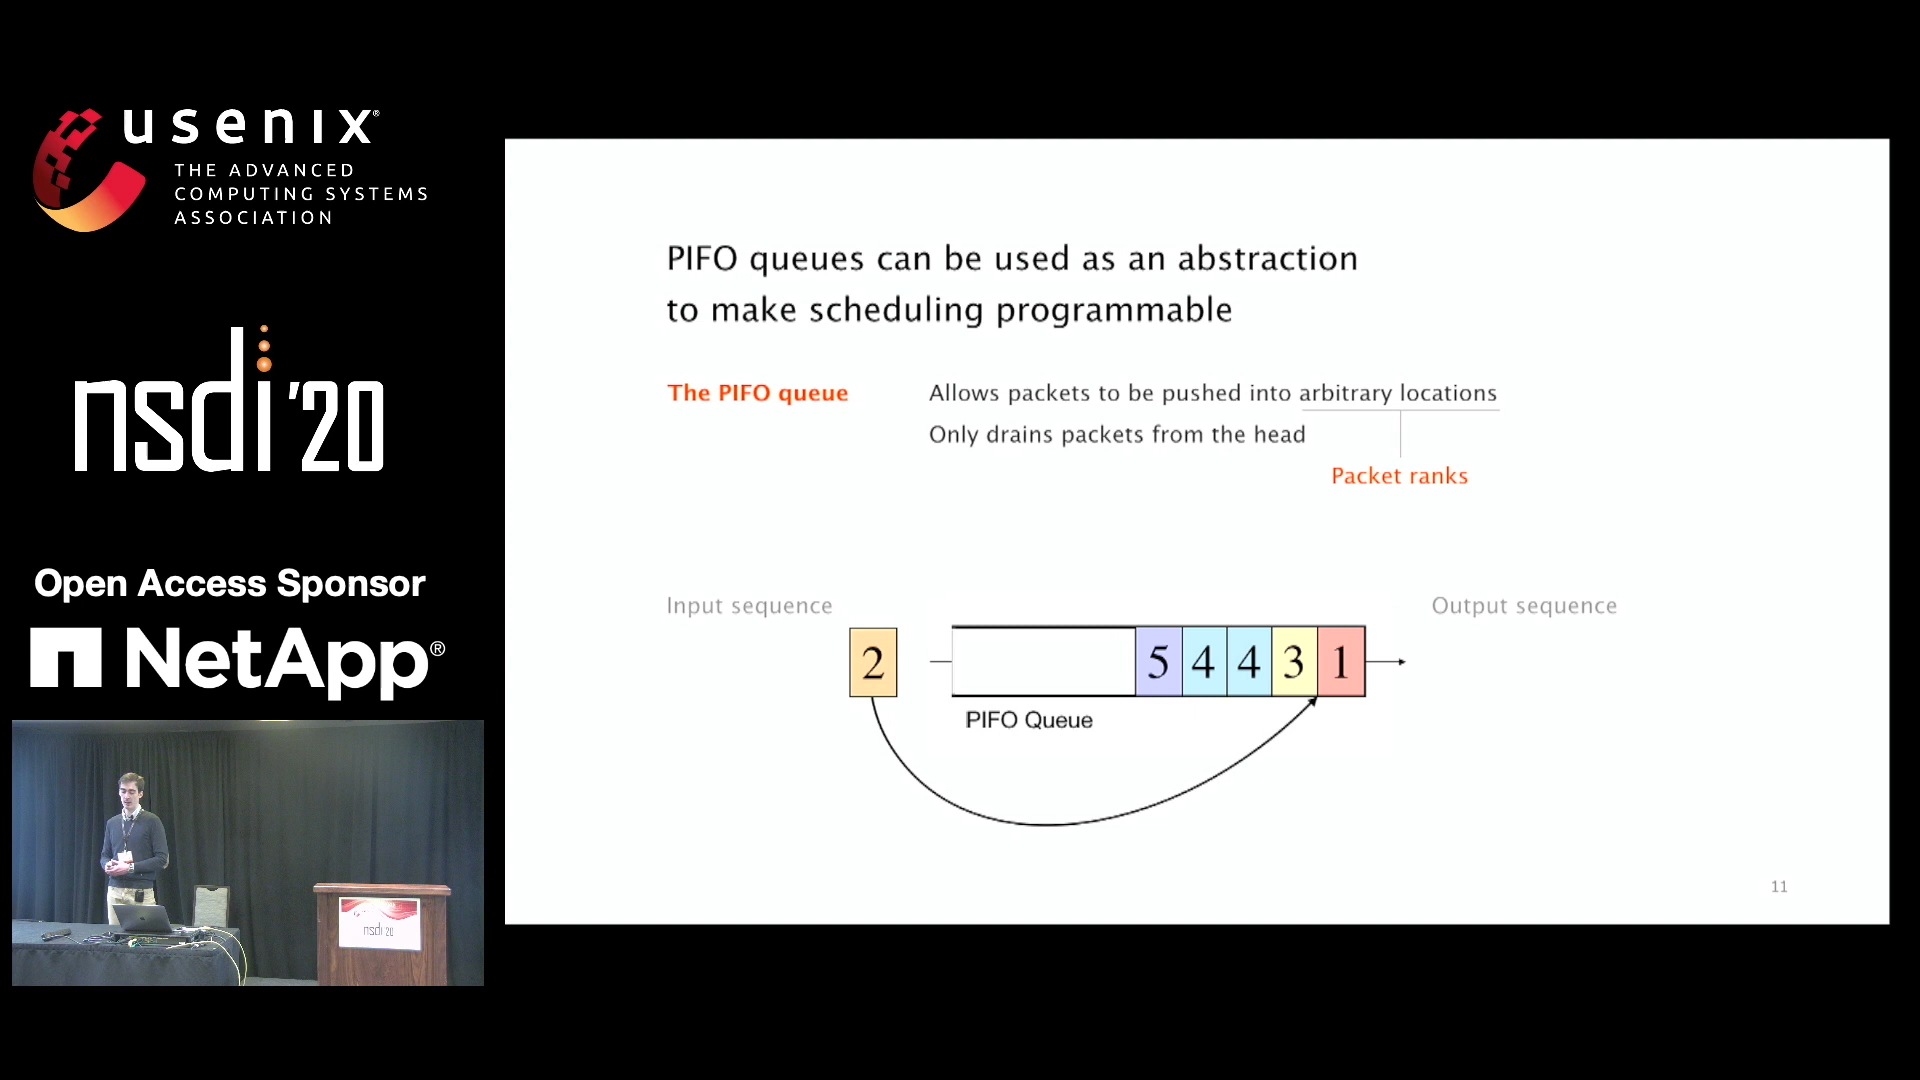 usenix®
THE ADVANCED
COMPUTING SYSTEMS
ASSOCIATION
nsdi '20
Open Access Sponsor
NetApp®
nsdi '20
PIFO queues can be used as an abstraction
to make scheduling programmable
The PIFO queue
Allows packets to be pushed into arbitrary locations
Only drains packets from the head
Packet ranks
Input sequence
Output sequence
2
5 4 4 3 1
PIFO Queue
11